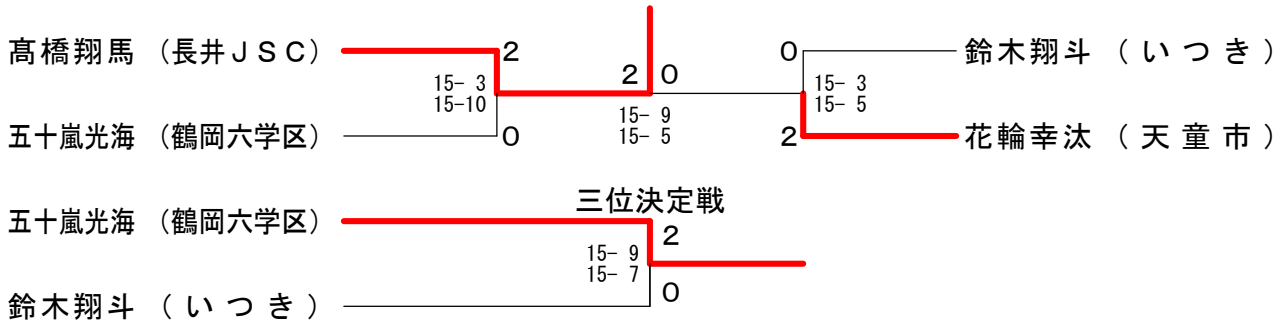 髙橋翔馬 （長井ＪＳＣ）
2
2 0
0
鈴木翔斗 （ い つ き ）
15- 3
15-10
15- 3
15- 5
15- 9
15- 5
五十嵐光海 （鶴岡六学区）
0
2
花輪幸汰 （ 天 童 市 ）
三位決定戦
五十嵐光海 （鶴岡六学区）
2
15- 9
15- 7
0
鈴木翔斗 （ い つ き ）